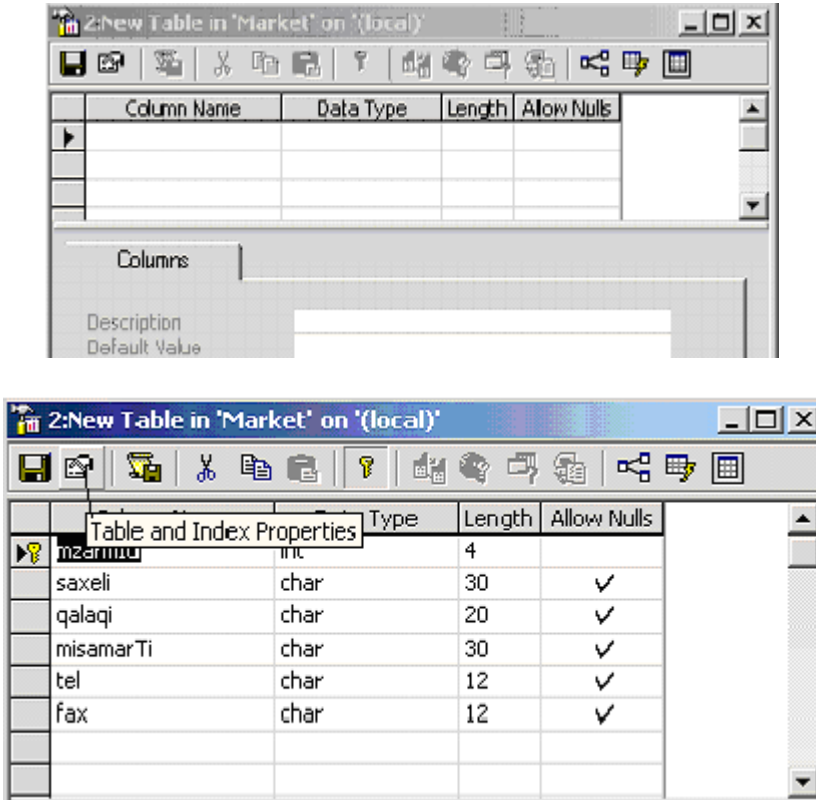 2:New Table in 'Market' on '(local)'
Column Name Data Type Length Allow Nulls
Columns
Description
Default Value
2:New Table in 'Market' on '(local)'
Type Length Allow Nulls
Table and Index Properties
int 4
saxeli char 30
qalaqi char 20
misamarTi char 30
tel char 12
fax char 12